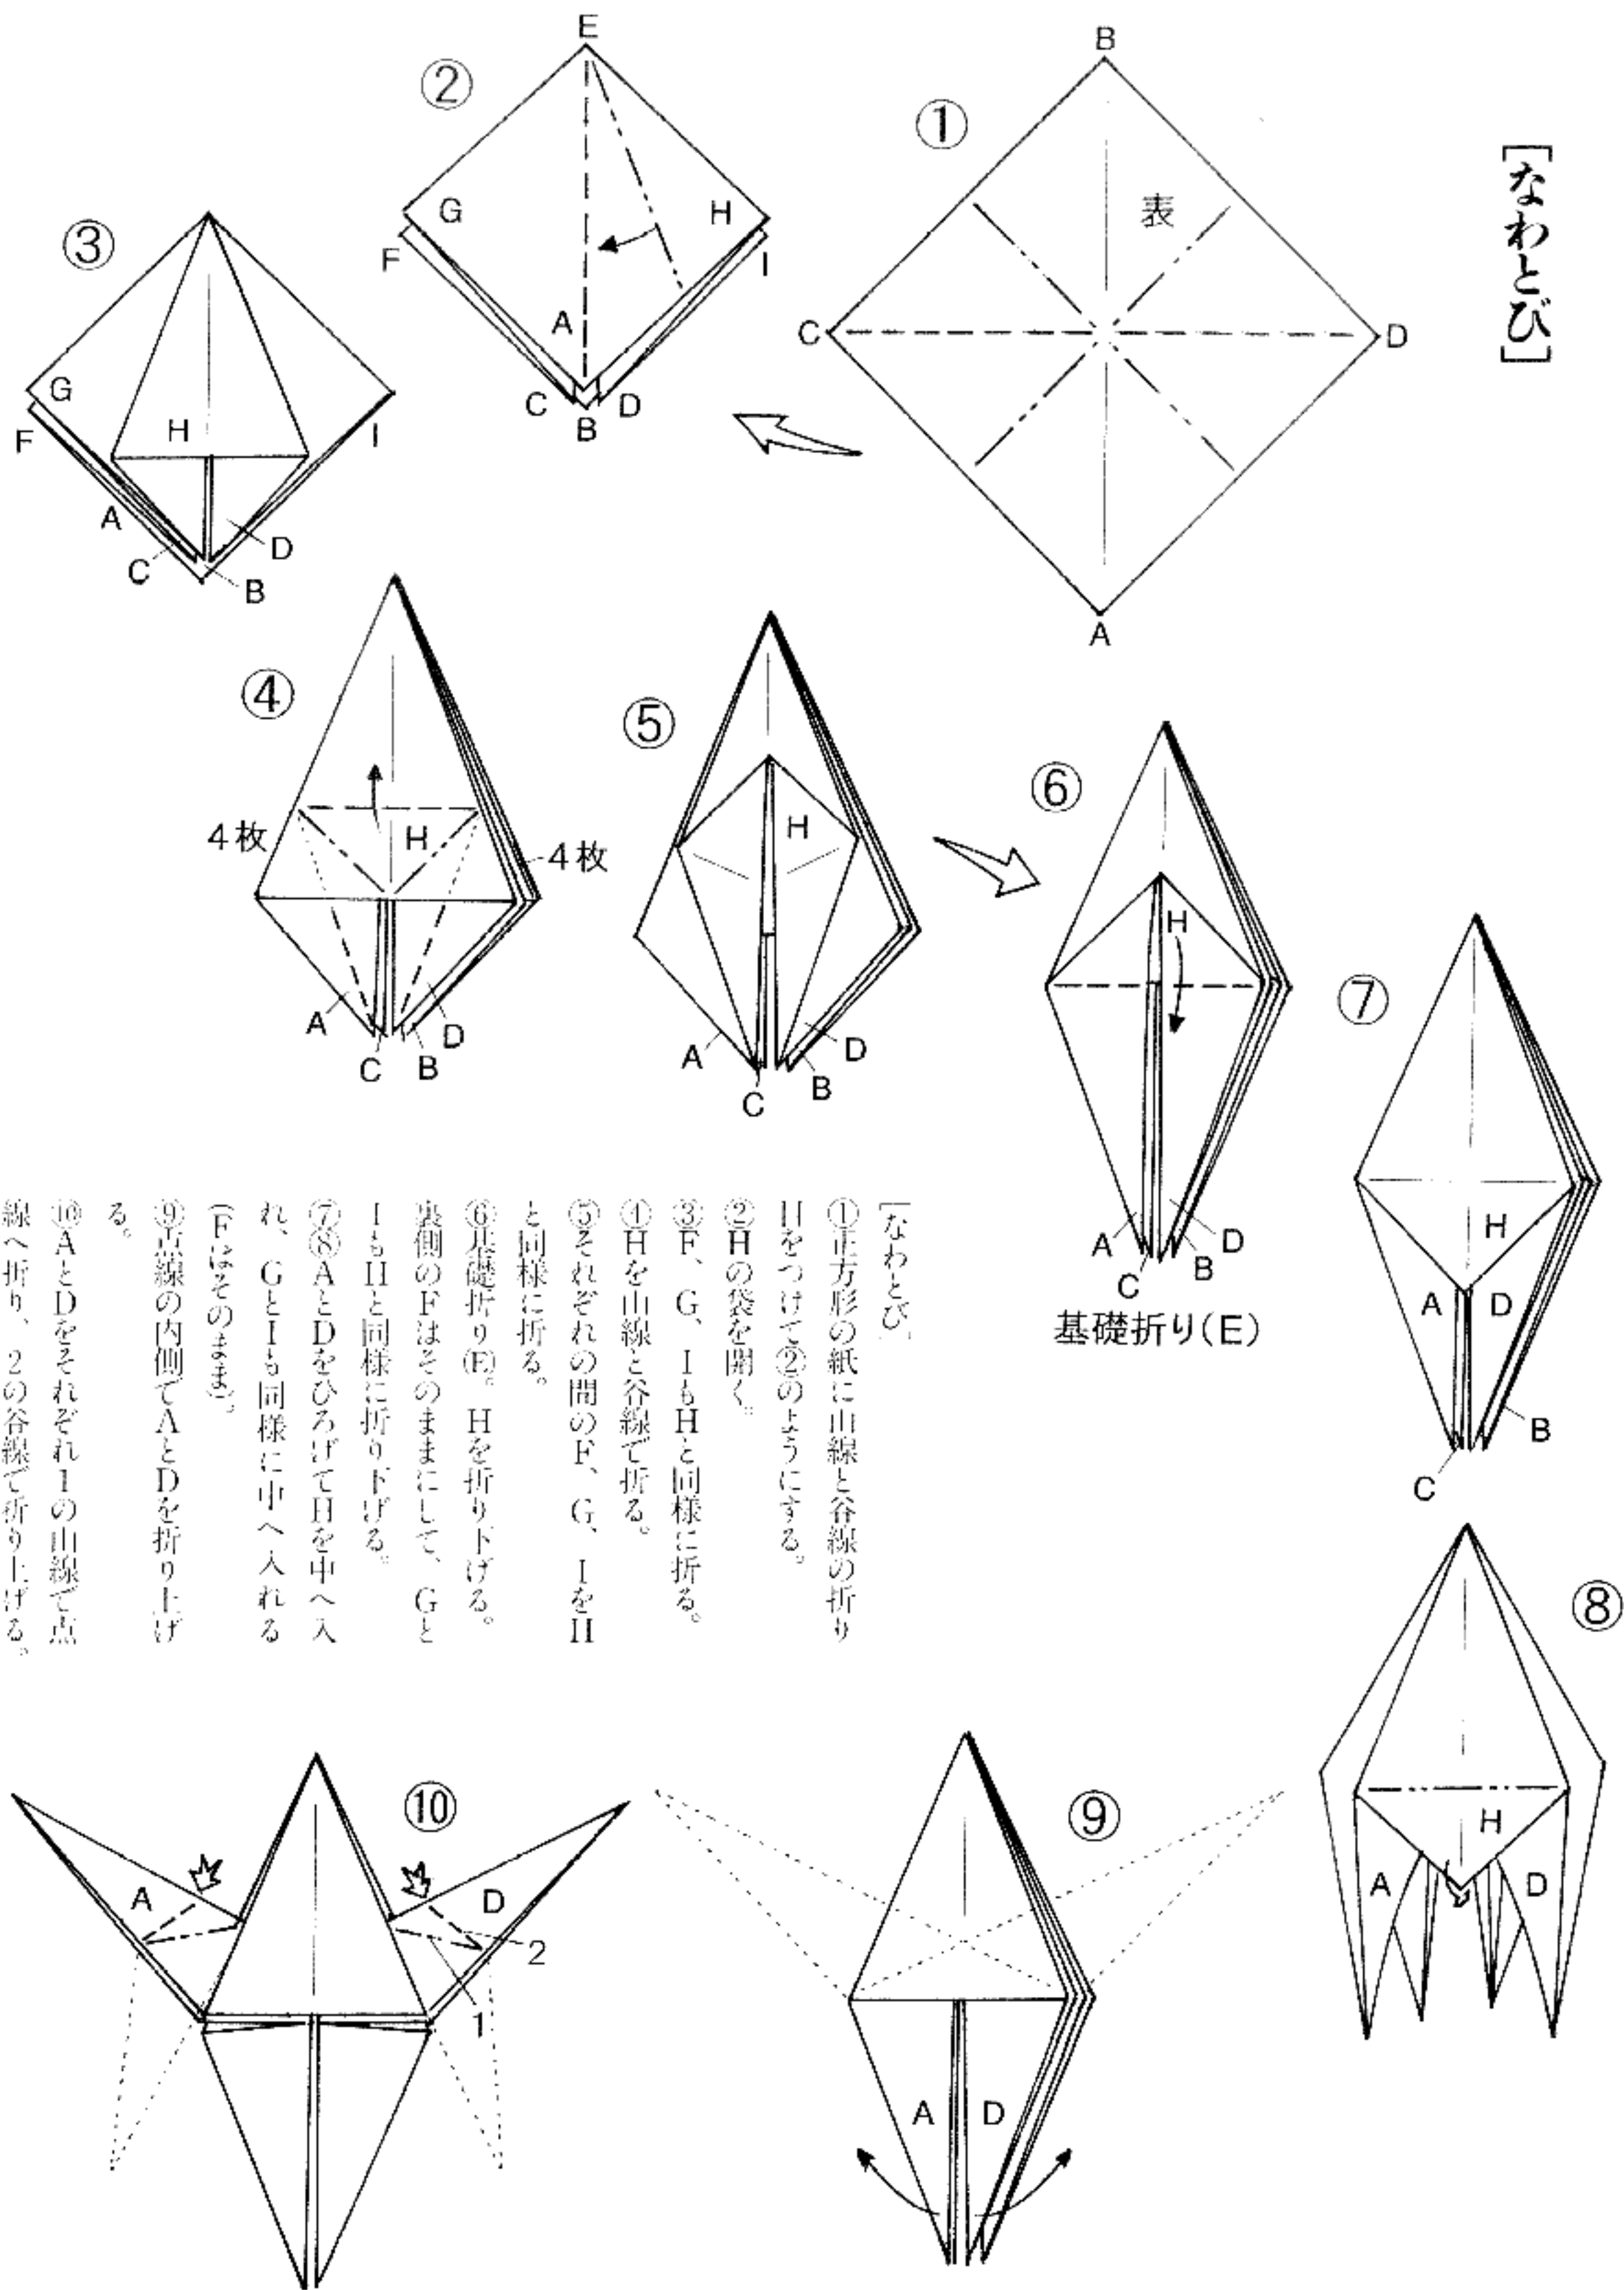 [なわとび]
①
表
B
C
D
A
②
E
G
H
F
I
A
C
B
D
③
G
H
F
I
A
C
B
D
④
4枚
H
4枚
A
C
B
D
⑤
H
A
C
B
D
⑥
H
A
C
B
D
基礎折り(E)
⑦
H
A
D
B
C
⑧
H
A
D
⑨
A
D
⑩
A
D
2
1
[なわとび]
①正方形の紙に山線と谷線の折り
目をつけて②のようにする。
②Hの袋を開く。
③F、G、IもHと同様に折る。
④Hを山線と谷線で折る。
⑤それぞれの間のF、G、IをH
と同様に折る。
⑥基礎折り(E)。Hを折り下げる。
裏側のFはそのままにして、Gと
IもHと同様に折り下げる。
⑦⑧AとDをひろげてHを中へ入
れ、GとIも同様に中へ入れる
(Fはそのまま)。
⑨点線の内側でAとDを折り上げ
る。
⑩AとDをそれぞれ1の山線で点
線へ折り、2の谷線で折り上げる。